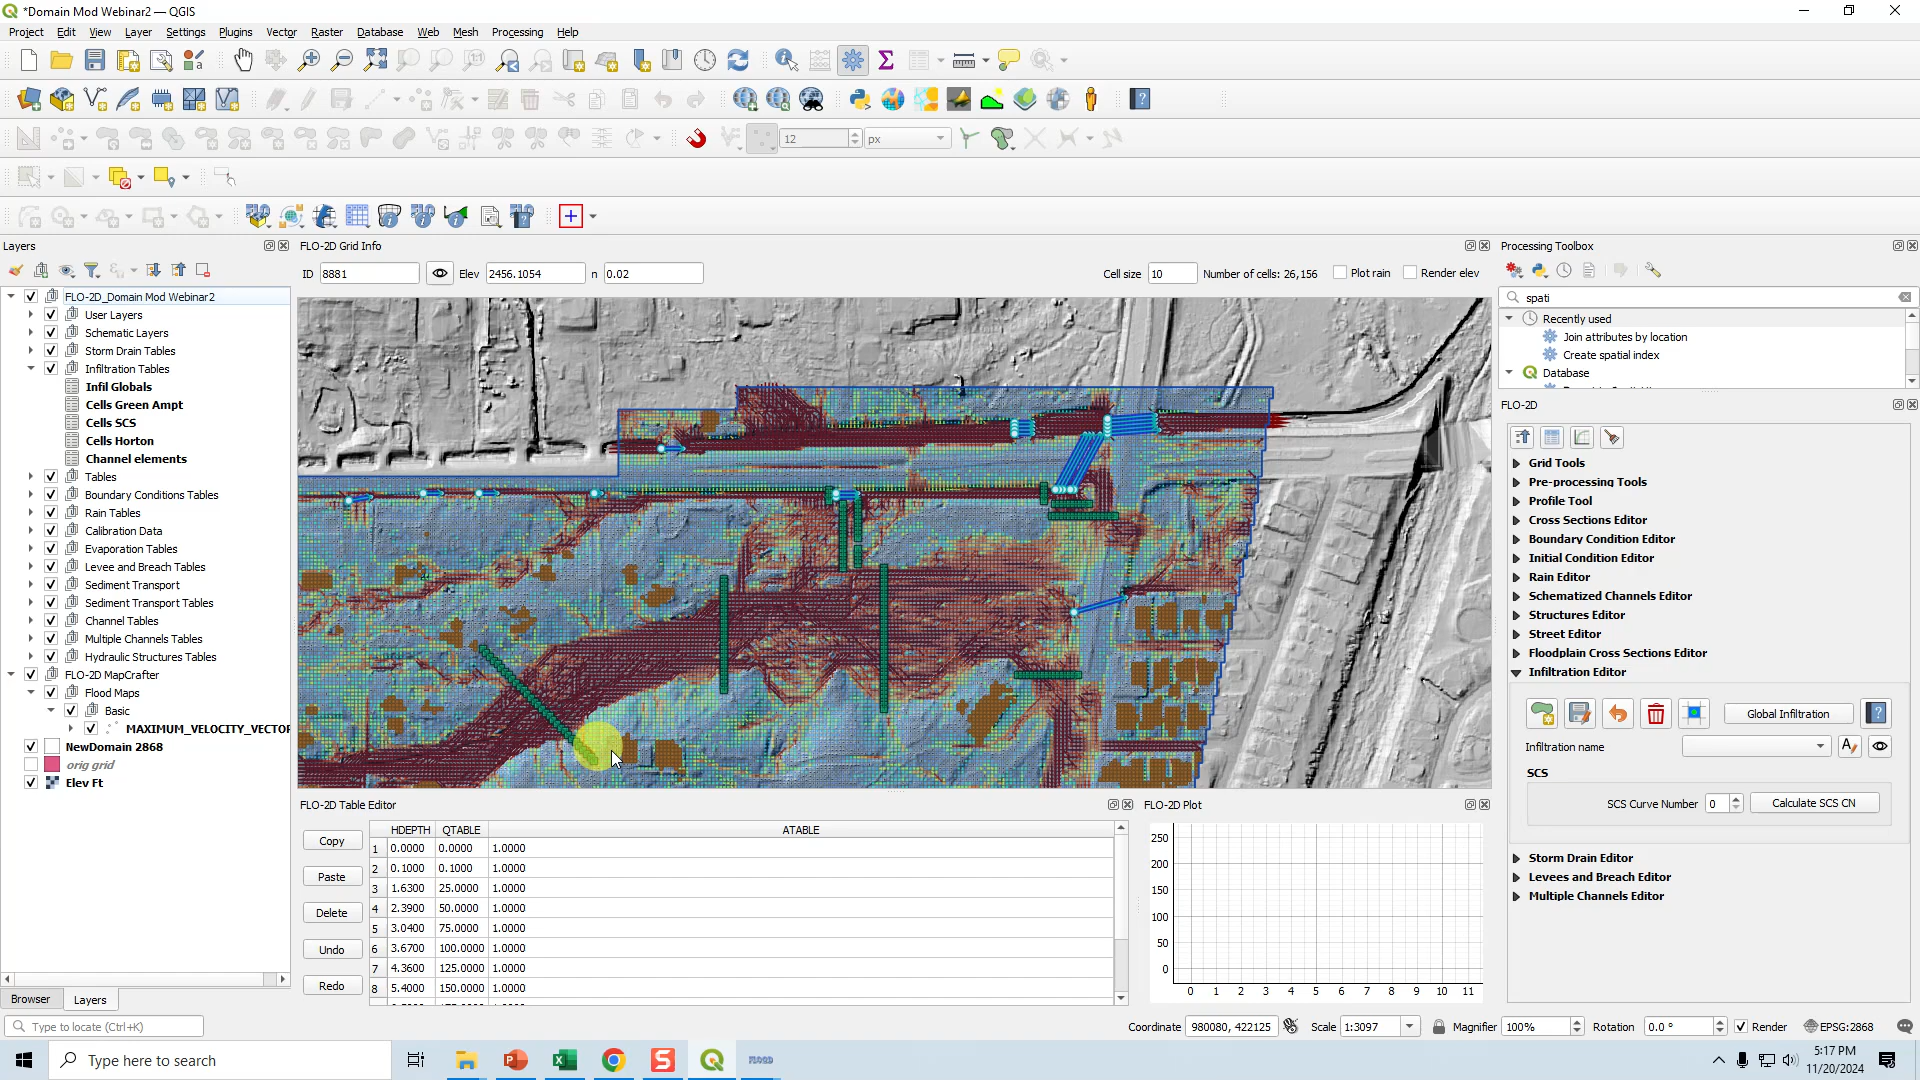 *Domain Mod Webinar2 — QGIS
Project Edit View Layer Settings Plugins Vector Raster Database Web Mesh Processing Help
12 px
Layers
FLO-2D Grid Info
Processing Toolbox
ID 8881 Elev 2456.1054 n 0.02 Cell size 10 Number of cells: 26,156 Plot rain Render elev
spati
Recently used
Join attributes by location
Create spatial index
Database
FLO-2D_Domain Mod Webinar2
User Layers
Schematic Layers
Storm Drain Tables
Infiltration Tables
Infil Globals
Cells Green Ampt
Cells SCS
Cells Horton
Channel elements
Tables
Boundary Conditions Tables
Rain Tables
Calibration Data
Evaporation Tables
Levee and Breach Tables
Sediment Transport
Sediment Transport Tables
Channel Tables
Multiple Channels Tables
Hydraulic Structures Tables
FLO-2D MapCrafter
Flood Maps
Basic
MAXIMUM_VELOCITY_VECTOR
NewDomain 2868
orig grid
Elev Ft
Browser Layers
FLO-2D
Grid Tools
Pre-processing Tools
Profile Tool
Cross Sections Editor
Boundary Condition Editor
Initial Condition Editor
Rain Editor
Schematized Channels Editor
Structures Editor
Street Editor
Floodplain Cross Sections Editor
Infiltration Editor
Global Infiltration
Infiltration name
SCS
SCS Curve Number 0 Calculate SCS CN
Storm Drain Editor
Levees and Breach Editor
Multiple Channels Editor
FLO-2D Table Editor
Copy
Paste
Delete
Undo
Redo
HDEPTH QTABLE ATABLE
1 0.0000 0.0000 1.0000
2 0.1000 0.1000 1.0000
3 1.6300 25.0000 1.0000
4 2.3900 50.0000 1.0000
5 3.0400 75.0000 1.0000
6 3.6700 100.0000 1.0000
7 4.3600 125.0000 1.0000
8 5.4000 150.0000 1.0000
FLO-2D Plot
250
200
150
100
50
0
0 1 2 3 4 5 6 7 8 9 10 11
Type to locate (Ctrl+K)
Coordinate 980080, 422125 Scale 1:3097 Magnifier 100% Rotation 0.0 ° Render EPSG:2868
Type here to search
5:17 PM
11/20/2024